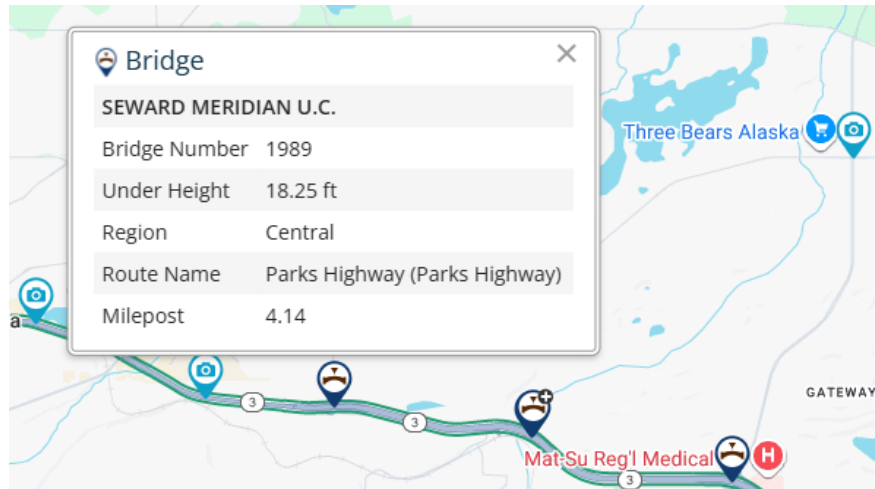 Bridge
SEWARD MERIDIAN U.C.
Bridge Number 1989
Under Height 18.25 ft
Region Central
Route Name Parks Highway (Parks Highway)
Milepost 4.14
Three Bears Alaska
a
3
3
GATEWAY
Mat-Su Reg'l Medical H
3